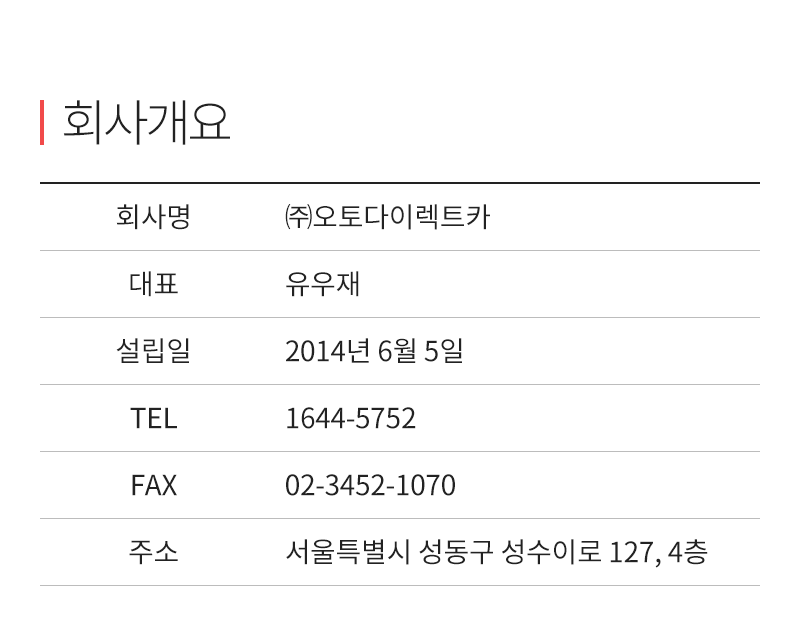 회사개요
회사명 ㈜오토다이렉트카
대표 유우재
설립일 2014년 6월 5일
TEL 1644-5752
FAX 02-3452-1070
주소 서울특별시 성동구 성수이로 127, 4층